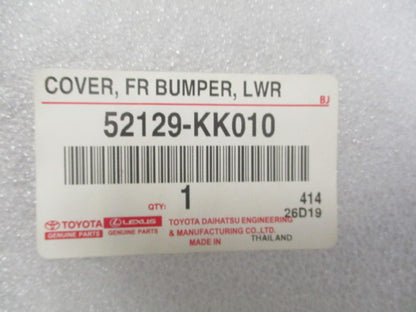 COVER, FR BUMPER, LWR
BJ
52129-KK010
QTY: 1
414
26D19
TOYOTA LEXUS
GENUINE PARTS GENUINE PARTS
TOYOTA DAIHATSU ENGINEERING
& MANUFACTURING CO.,LTD.
MADE IN THAILAND